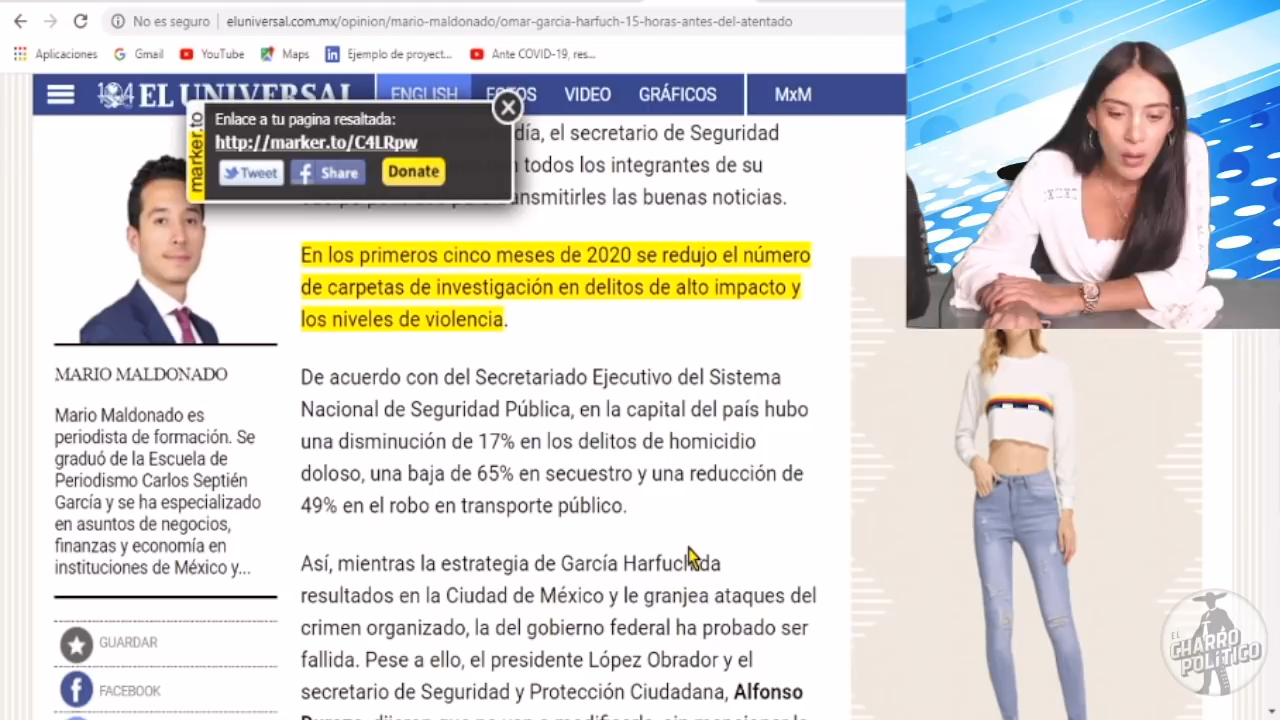 No es seguro
eluniversal.com.mx/opinion/mario-maldonado/omar-garcia-harfuch-15-horas-antes-del-atentado
Aplicaciones
Gmail
YouTube
Maps
Ejemplo de proyect...
Ante COVID-19, res...
EL UNIVERSAL
ENGLISH
FOTOS
VIDEO
GRÁFICOS
MxM
marker.to
Enlace a tu pagina resaltada:
http://marker.to/C4LRpw
Tweet
Share
Donate
día, el secretario de Seguridad
todos los integrantes de su
transmitirles las buenas noticias.
En los primeros cinco meses de 2020 se redujo el número
de carpetas de investigación en delitos de alto impacto y
los niveles de violencia.
De acuerdo con del Secretariado Ejecutivo del Sistema
Nacional de Seguridad Pública, en la capital del país hubo
una disminución de 17% en los delitos de homicidio
doloso, una baja de 65% en secuestro y una reducción de
49% en el robo en transporte público.
Así, mientras la estrategia de García Harfuch da
resultados en la Ciudad de México y le granjea ataques del
crimen organizado, la del gobierno federal ha probado ser
fallida. Pese a ello, el presidente López Obrador y el
secretario de Seguridad y Protección Ciudadana, Alfonso
MARIO MALDONADO
Mario Maldonado es
periodista de formación. Se
graduó de la Escuela de
Periodismo Carlos Septién
García y se ha especializado
en asuntos de negocios,
finanzas y economía en
instituciones de México y...
GUARDAR
FACEBOOK
EL
CHARRO
POLÍTICO